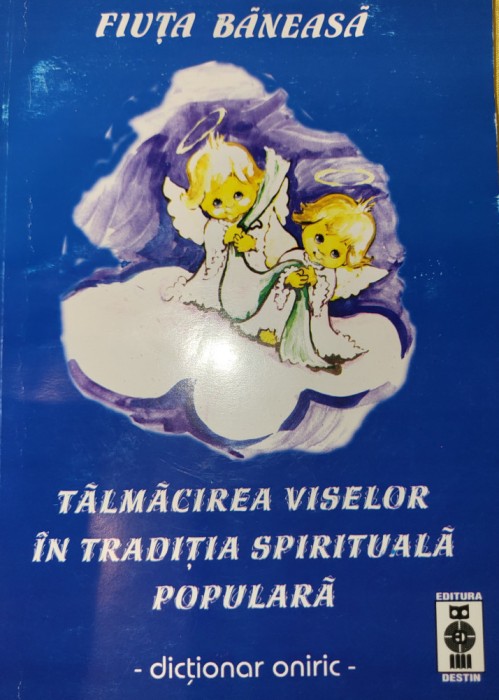 FIUȚA BĂNEASĂ
TĂLMĂCIREA VISELOR
ÎN TRADIȚIA SPIRITUALĂ
POPULARĂ
- dicționar oniric -
EDITURA
DESTIN